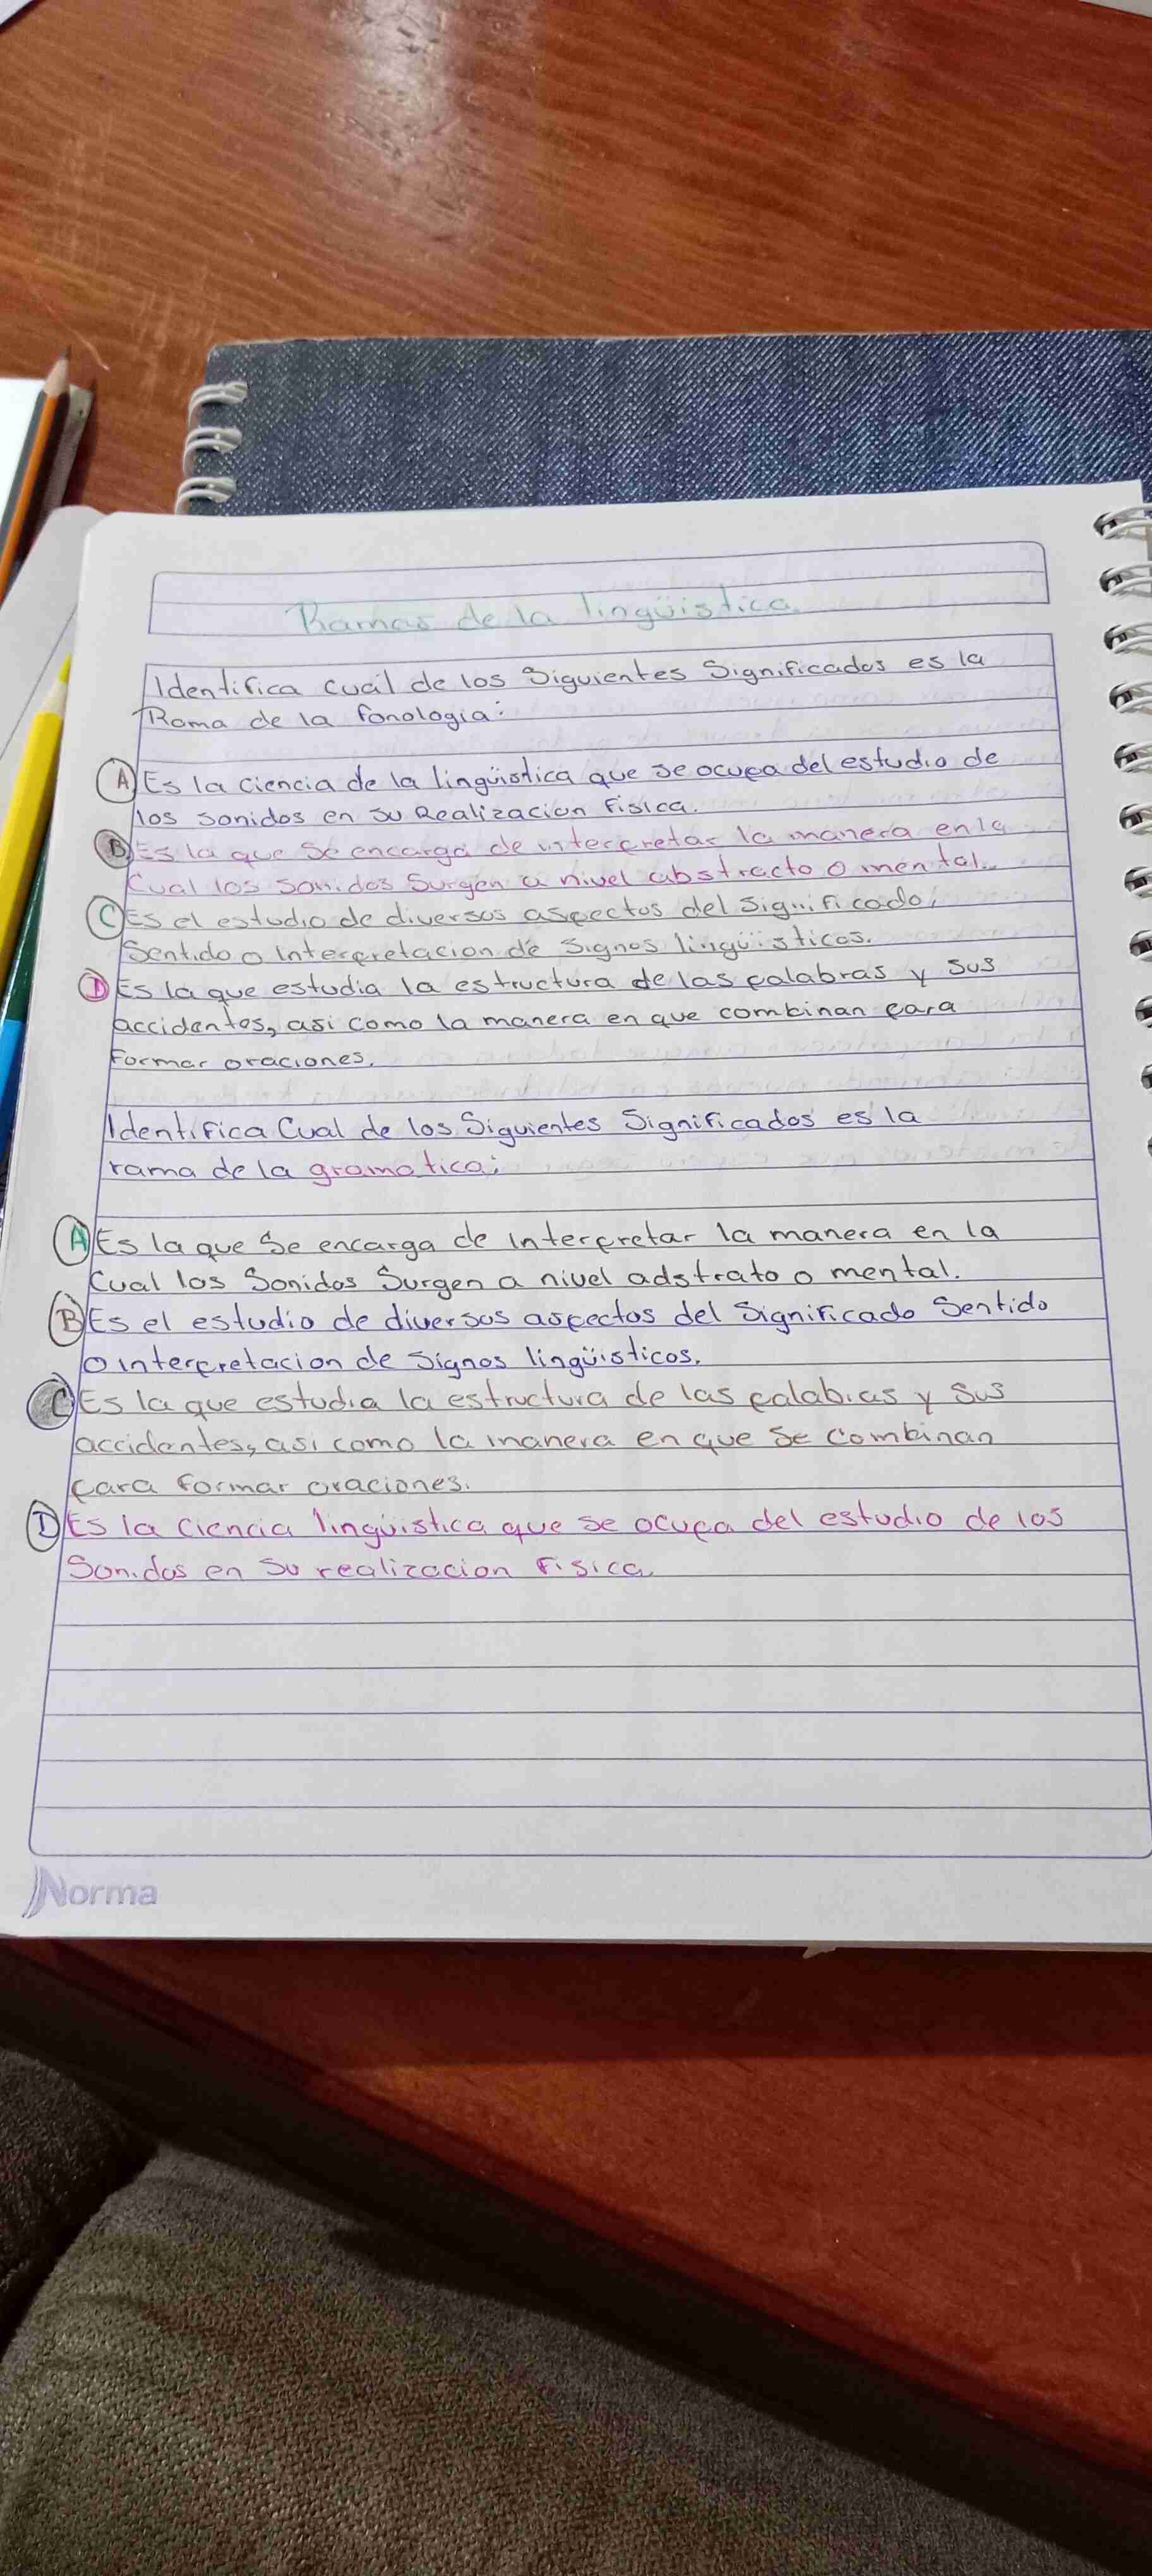 Ramas de la lingüistica.
Identifica cual de los Siguientes Significados es la
Rama de la fonologia:
A Es la ciencia de la lingüistica que se ocupa del estudio de
los sonidos en su Realizacion Fisica.
B Es la que se encarga de interpretar la manera en la
Cual los sonidos Surgen a nivel abstracto o mental.
C Es el estudio de diversos aspectos del significado,
Sentido o Interpretacion de signos lingüisticos.
D Es la que estudia la estructura de las palabras y sus
accidentes, asi como la manera en que combinan para
Formar oraciones.
Identifica Cual de los Siguientes Significados es la
rama de la gramatica:
A Es la que Se encarga de Interpretar la manera en la
Cual los Sonidos Surgen a nivel adstrato o mental.
B Es el estudio de diversos aspectos del Significado Sentido
o interpretacion de signos lingüisticos.
C Es la que estudia la estructura de las palabras y Sus
accidentes, asi como la manera en que Se Combinan
para formar oraciones.
D Es la Ciencia lingüistica que se ocupa del estudio de los
Sonidos en Su realizacion Fisica.
Norma